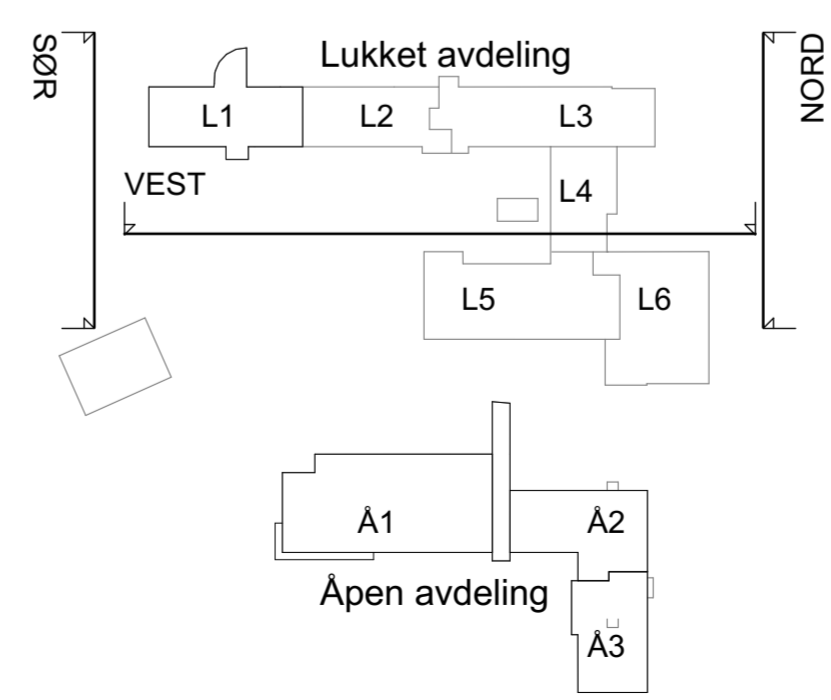 SØR
Lukket avdeling
NORD
L1
L2
L3
VEST
L4
L5
L6
Å1
Å2
Åpen avdeling
Å3